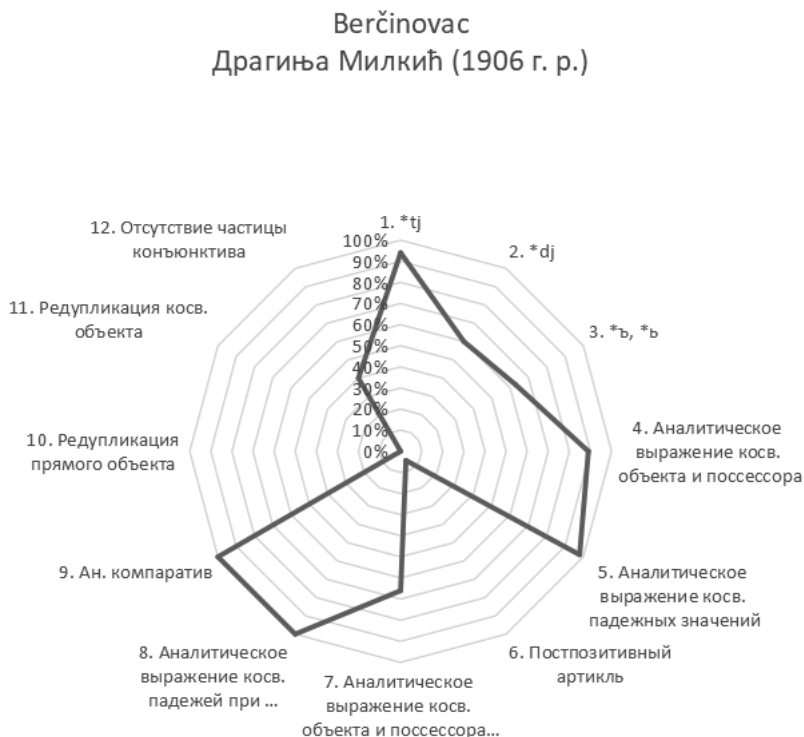 Berčinovac
Драгиња Милкић (1906 г. р.)
1. *tj
2. *dj
3. *ъ, *ь
4. Аналитическое
выражение косв.
объекта и поссессора
5. Аналитическое
выражение косв.
падежных значений
6. Постпозитивный
артикль
7. Аналитическое
выражение косв.
объекта и поссессора...
8. Аналитическое
выражение косв.
падежей при ...
9. Ан. компаратив
10. Редупликация
прямого объекта
11. Редупликация косв.
объекта
12. Отсутствие частицы
конъюнктива
100%
90%
80%
70%
60%
50%
40%
30%
20%
10%
0%